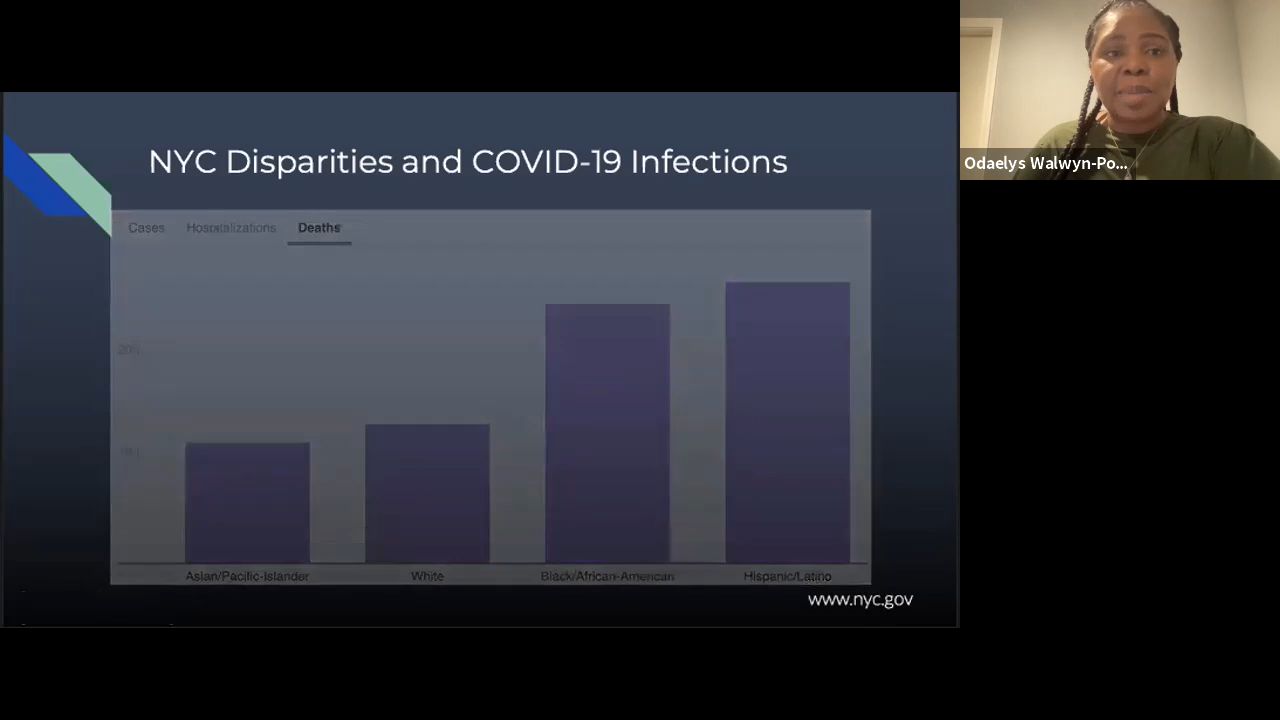 NYC Disparities and COVID-19 Infections
Odaelys Walwyn-Po...
Cases Hospitalizations Deaths
200
Asian/Pacific-Islander White Black/African-American Hispanic/Latino
www.nyc.gov